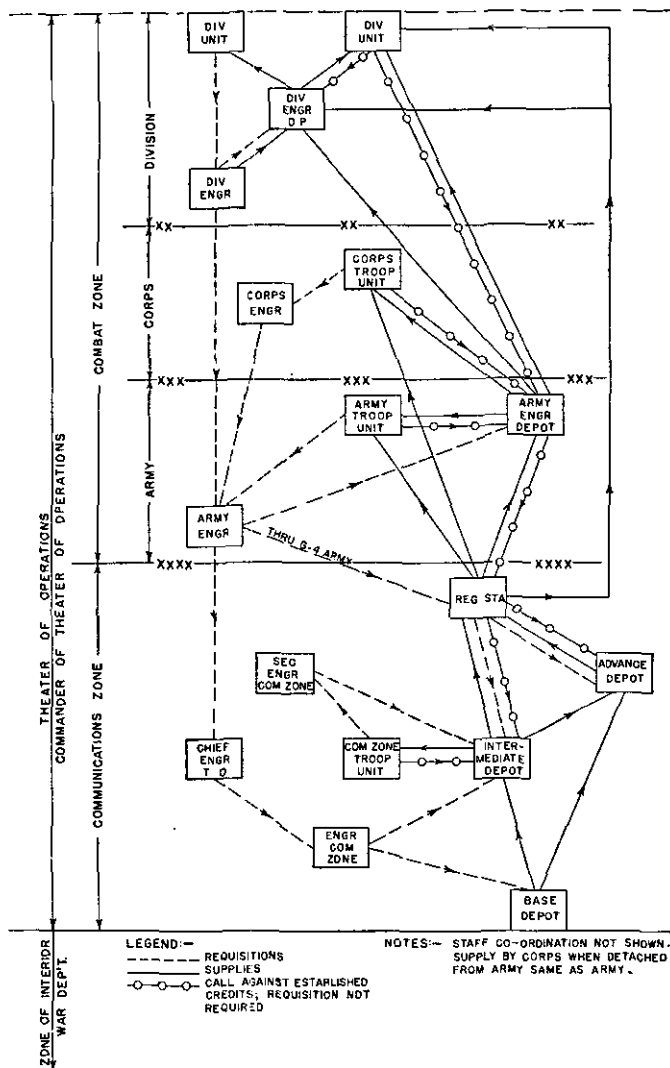 DIV
UNIT
DIV
UNIT
DIV
ENGR
D P
DIV
ENGR
XX
XX
XX
CORPS
TROOP
UNIT
CORPS
ENGR
XXX
XXX
XXX
ARMY
TROOP
UNIT
ARMY
ENGR
DEPOT
ARMY
ENGR
THRU G-4 ARMY
XXXX
XXXX
REG STA
ADVANCE
DEPOT
SEC
ENGR
COM ZONE
CHIEF
ENGR
T O
COM ZONE
TROOP
UNIT
INTER-
MEDIATE
DEPOT
ENGR
COM
ZONE
BASE
DEPOT
THEATER OF OPERATIONS
COMMANDER OF THEATER OF OPERATIONS
COMBAT ZONE
COMMUNICATIONS ZONE
DIVISION
CORPS
ARMY
ZONE OF INTERIOR
WAR DEP'T.
LEGEND:—
REQUISITIONS
SUPPLIES
CALL AGAINST ESTABLISHED
CREDITS; REQUISITION NOT
REQUIRED
NOTES:— STAFF CO-ORDINATION NOT SHOWN.
SUPPLY BY CORPS WHEN DETACHED
FROM ARMY SAME AS ARMY.